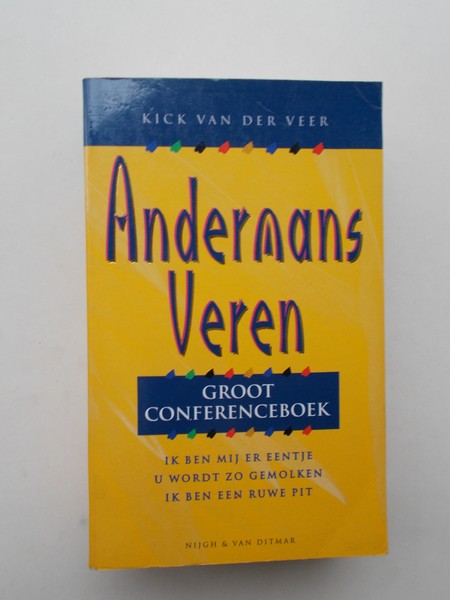 KICK VAN DER VEER
Andermans
Veren
GROOT
CONFERENCEBOEK
IK BEN MIJ ER EENTJE
U WORDT ZO GEMOLKEN
IK BEN EEN RUWE PIT
NIJGH & VAN DITMAR